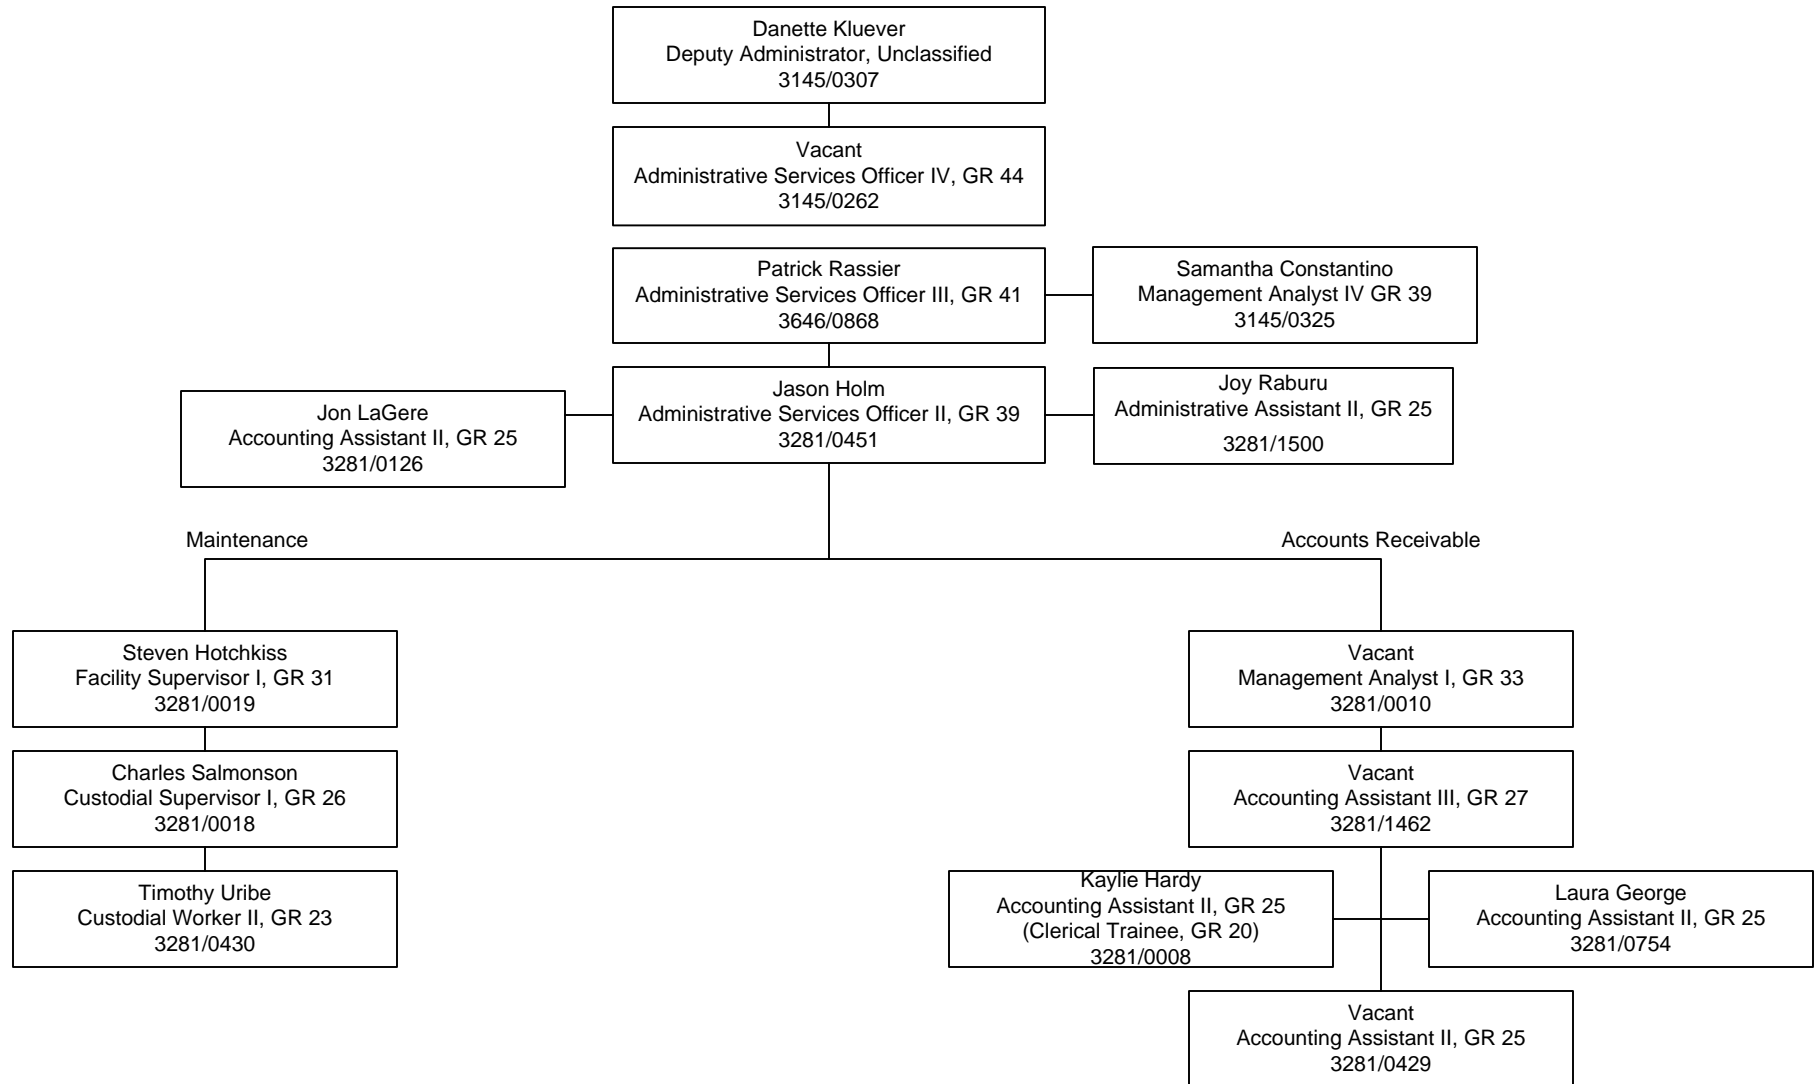 Danette Kluever
Deputy Administrator, Unclassified
3145/0307
Vacant
Administrative Services Officer IV, GR 44
3145/0262
Patrick Rassier
Administrative Services Officer III, GR 41
3646/0868
Samantha Constantino
Management Analyst IV GR 39
3145/0325
Jon LaGere
Accounting Assistant II, GR 25
3281/0126
Jason Holm
Administrative Services Officer II, GR 39
3281/0451
Joy Raburu
Administrative Assistant II, GR 25
3281/1500
Maintenance
Accounts Receivable
Steven Hotchkiss
Facility Supervisor I, GR 31
3281/0019
Vacant
Management Analyst I, GR 33
3281/0010
Charles Salmonson
Custodial Supervisor I, GR 26
3281/0018
Vacant
Accounting Assistant III, GR 27
3281/1462
Timothy Uribe
Custodial Worker II, GR 23
3281/0430
Kaylie Hardy
Accounting Assistant II, GR 25
(Clerical Trainee, GR 20)
3281/0008
Laura George
Accounting Assistant II, GR 25
3281/0754
Vacant
Accounting Assistant II, GR 25
3281/0429